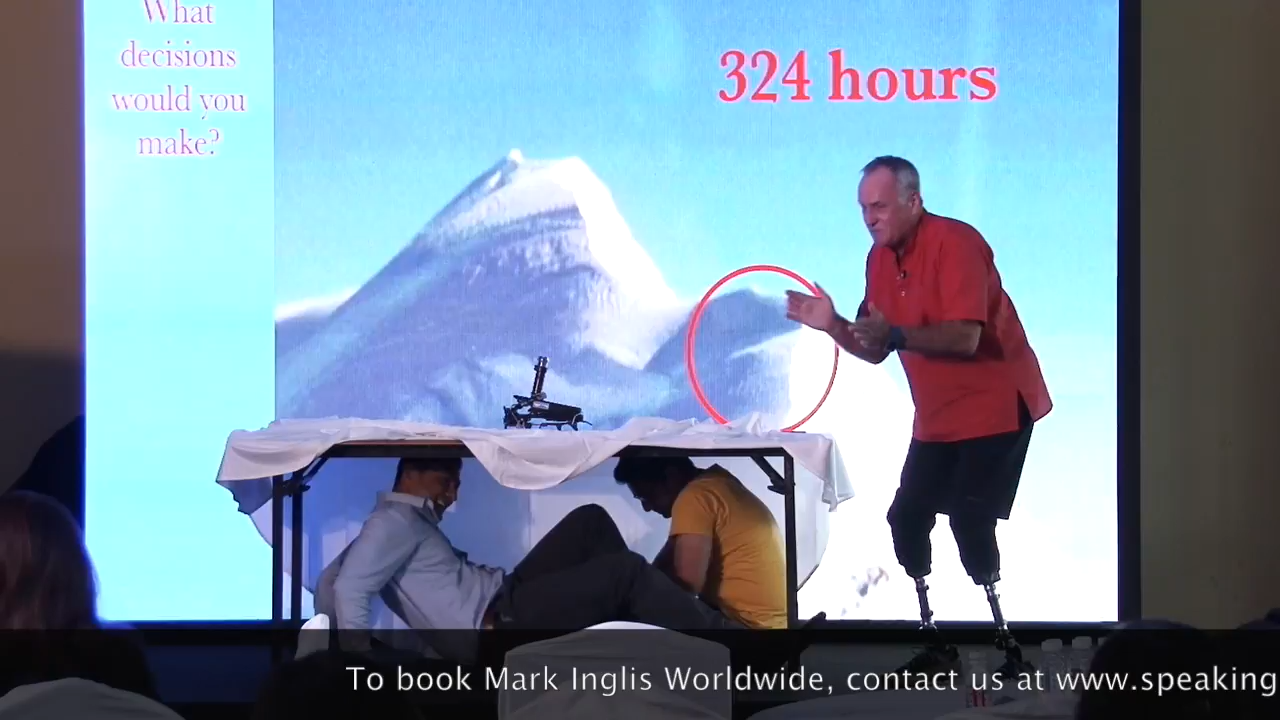 What
decisions
would you
make?
324 hours
To book Mark Inglis Worldwide, contact us at www.speaking